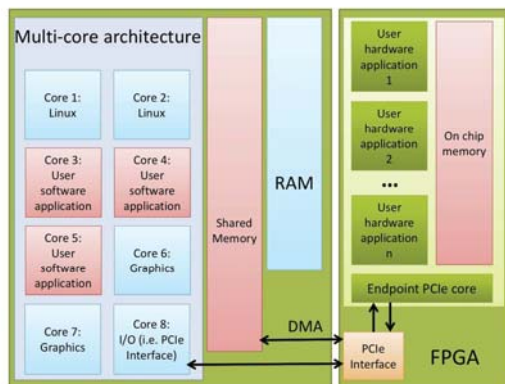 Multi-core architecture
Core 1:
Linux
Core 2:
Linux
Core 3:
User
software
application
Core 4:
User
software
application
Core 5:
User
software
application
Core 6:
Graphics
Core 7:
Graphics
Core 8:
I/O (i.e. PCIe
Interface)
Shared
Memory
RAM
DMA
User
hardware
application
1
User
hardware
application
2
...
User
hardware
application
n
On chip
memory
Endpoint PCIe core
PCIe
Interface
FPGA